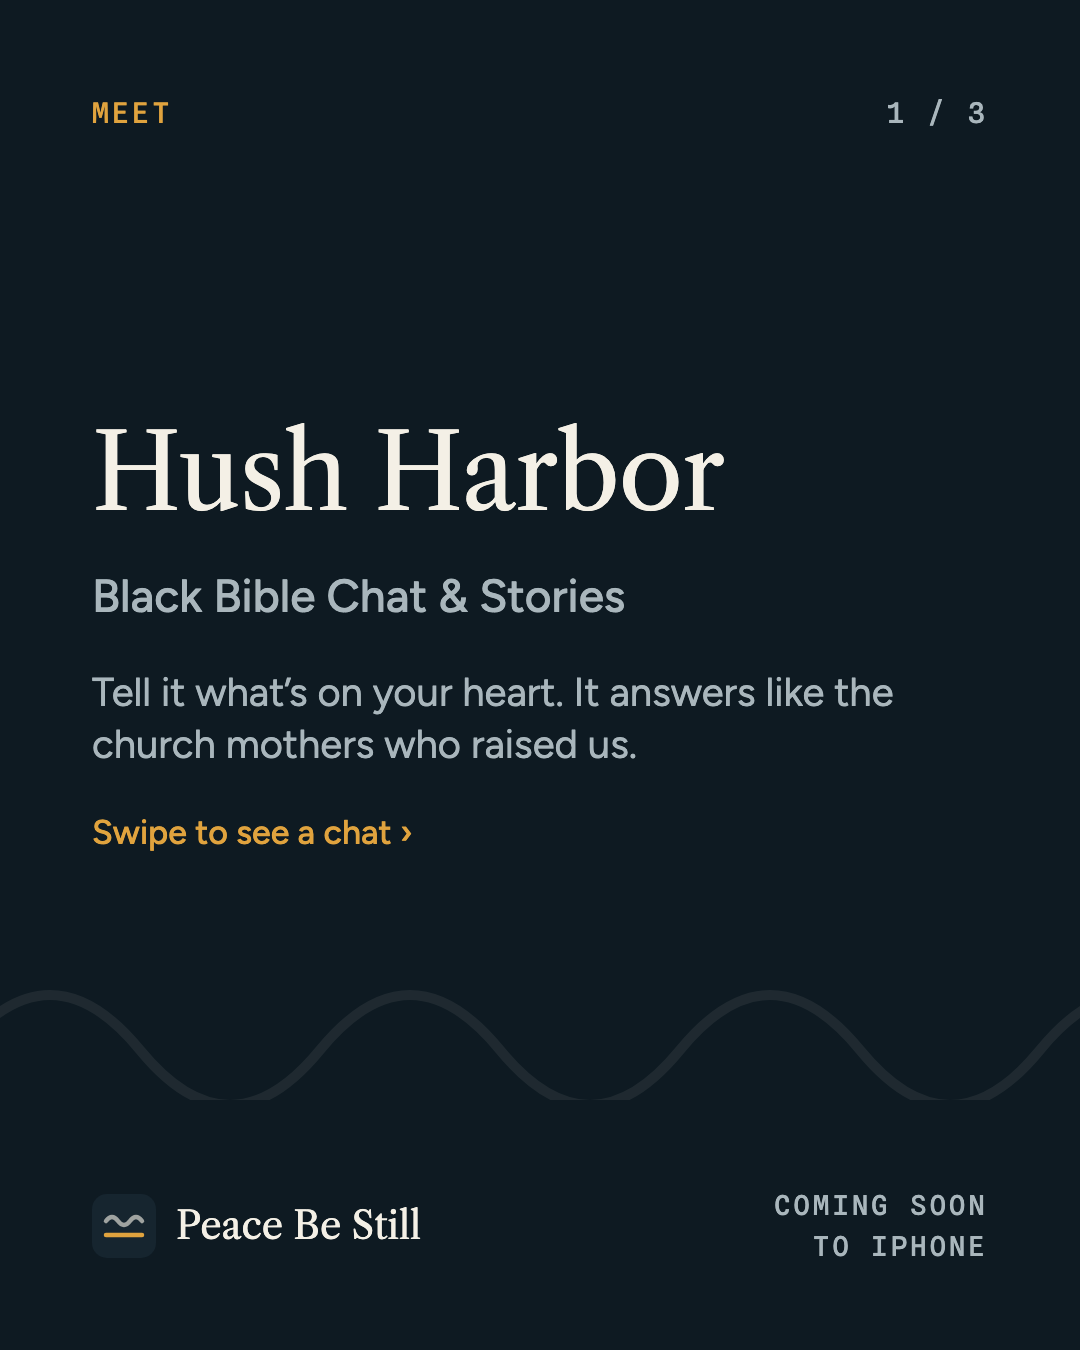 MEET
1 / 3
Hush Harbor
Black Bible Chat & Stories
Tell it what’s on your heart. It answers like the
church mothers who raised us.
Swipe to see a chat ›
Peace Be Still
COMING SOON
TO IPHONE